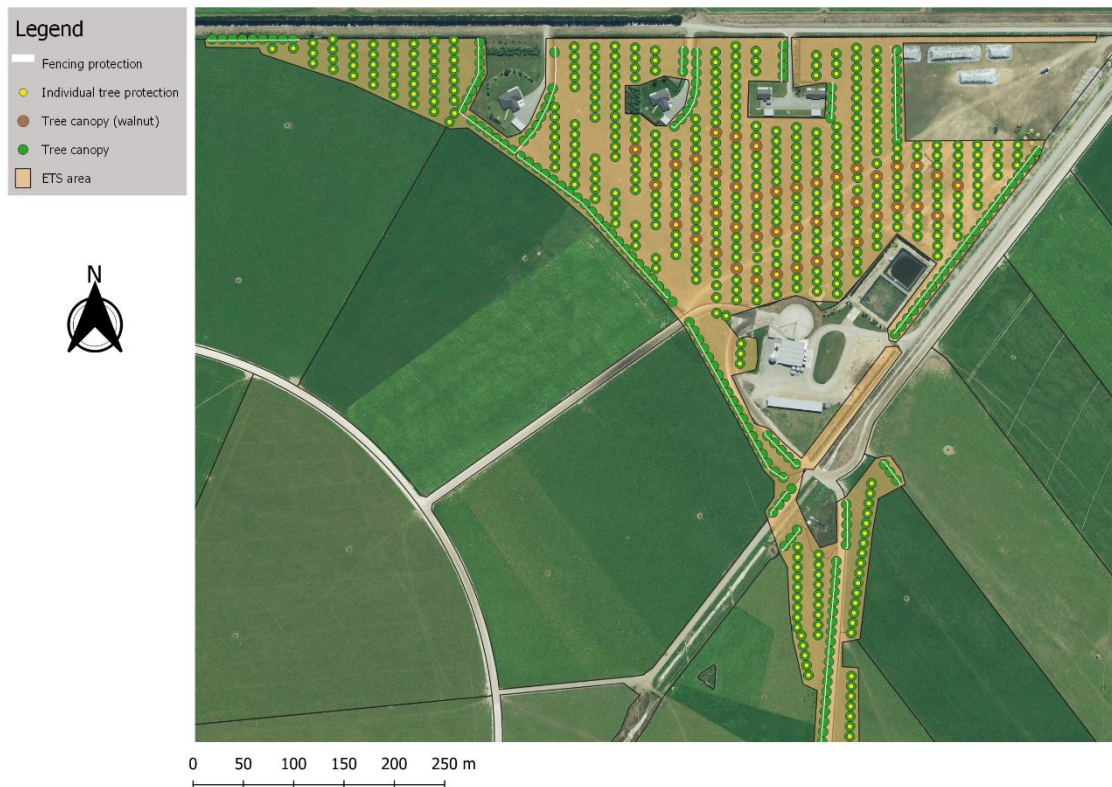 Legend
Fencing protection
Individual tree protection
Tree canopy (walnut)
Tree canopy
ETS area
N
0 50 100 150 200 250 m